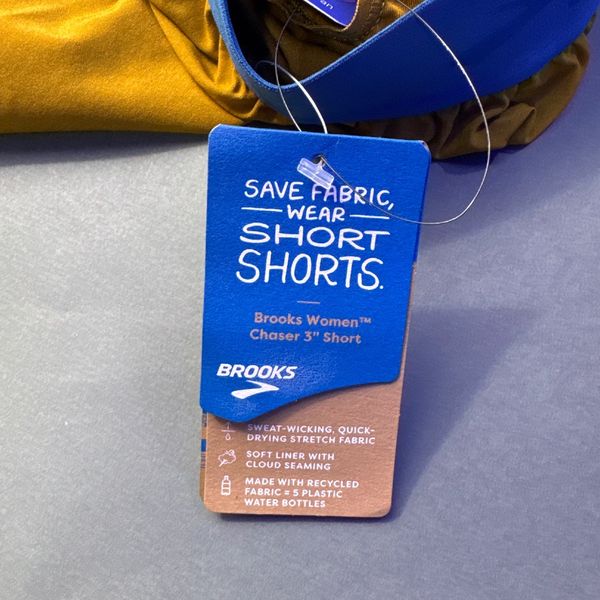 SAVE FABRIC,
WEAR
SHORT
SHORTS.
Brooks Women™
Chaser 3" Short
BROOKS
SWEAT-WICKING, QUICK-
DRYING STRETCH FABRIC
SOFT LINER WITH
CLOUD SEAMING
MADE WITH RECYCLED
FABRIC = 5 PLASTIC
WATER BOTTLES